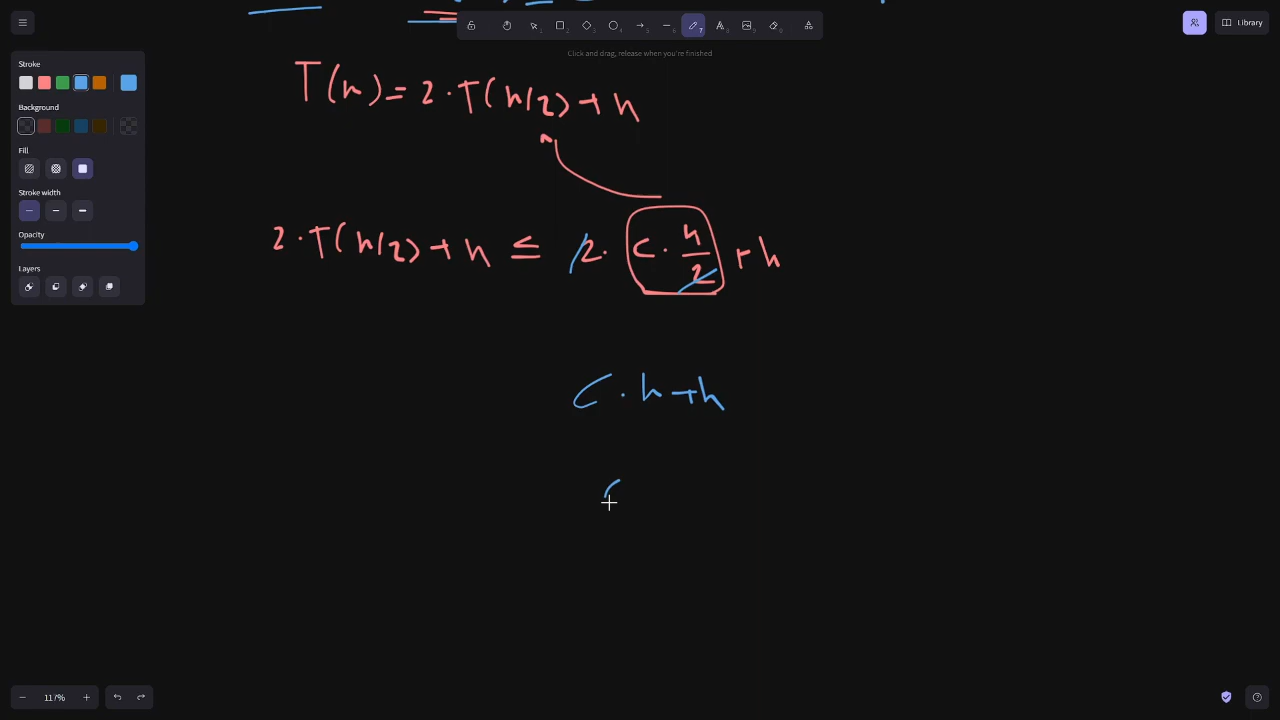 Library
Click and drag, release when you're finished
Stroke
T(n) = 2 · T(n/2) + n
Background
Fill
Stroke width
2 · T(n/2) + n ≤ 2 · c · n/2 + n
Opacity
Layers
c · n + n
117%